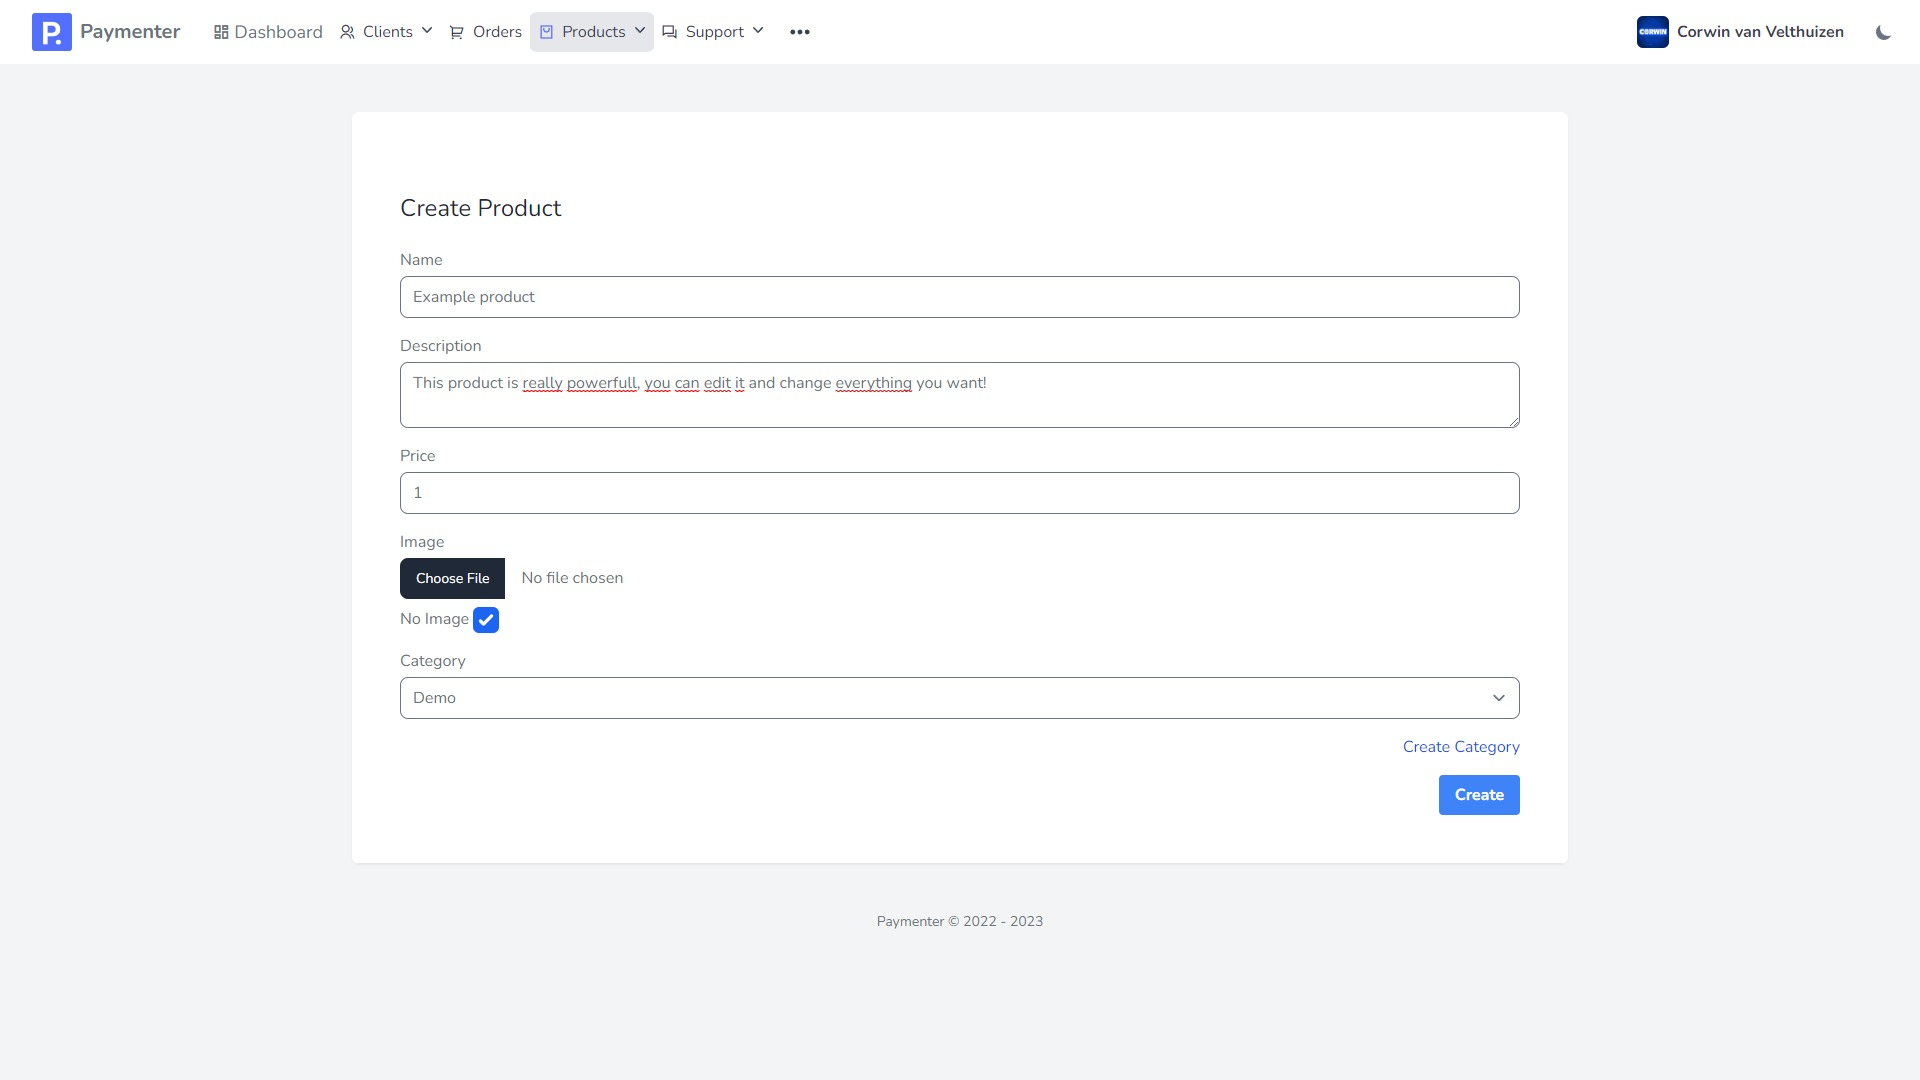 P. Paymenter Dashboard Clients Orders Products Support CORWIN Corwin van Velthuizen
Create Product
Name
Example product
Description
This product is really powerfull, you can edit it and change everything you want!
Price
1
Image
Choose File No file chosen
No Image
Category
Demo
Create Category
Create
Paymenter © 2022 - 2023